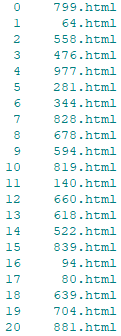 0 799.html
1 64.html
2 558.html
3 476.html
4 977.html
5 281.html
6 344.html
7 828.html
8 678.html
9 594.html
10 819.html
11 140.html
12 660.html
13 618.html
14 522.html
15 839.html
16 94.html
17 80.html
18 639.html
19 704.html
20 881.html